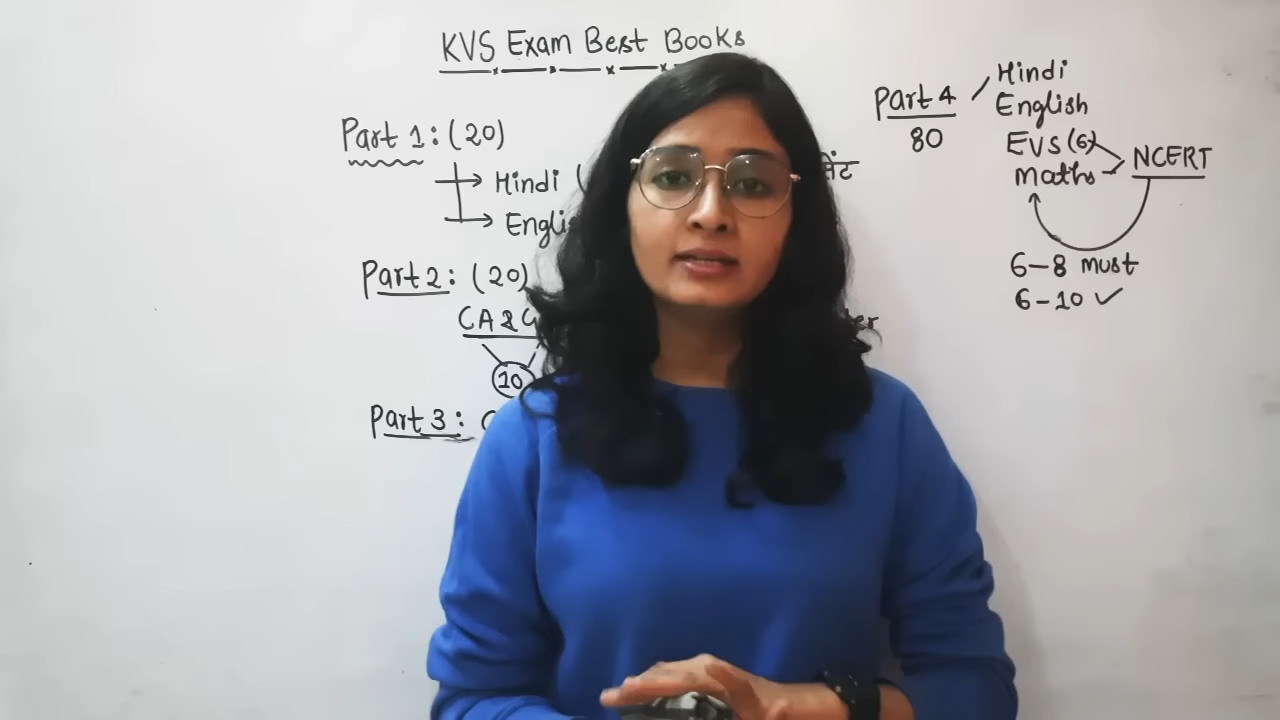 KVS Exam Best Books
Part 1: (20)
Hindi (
English
Part 2: (20)
CA & G
10
Part 3:
Part 4
80
Hindi
English
EVS (6)
maths
NCERT
6-8 must
6-10 ✓